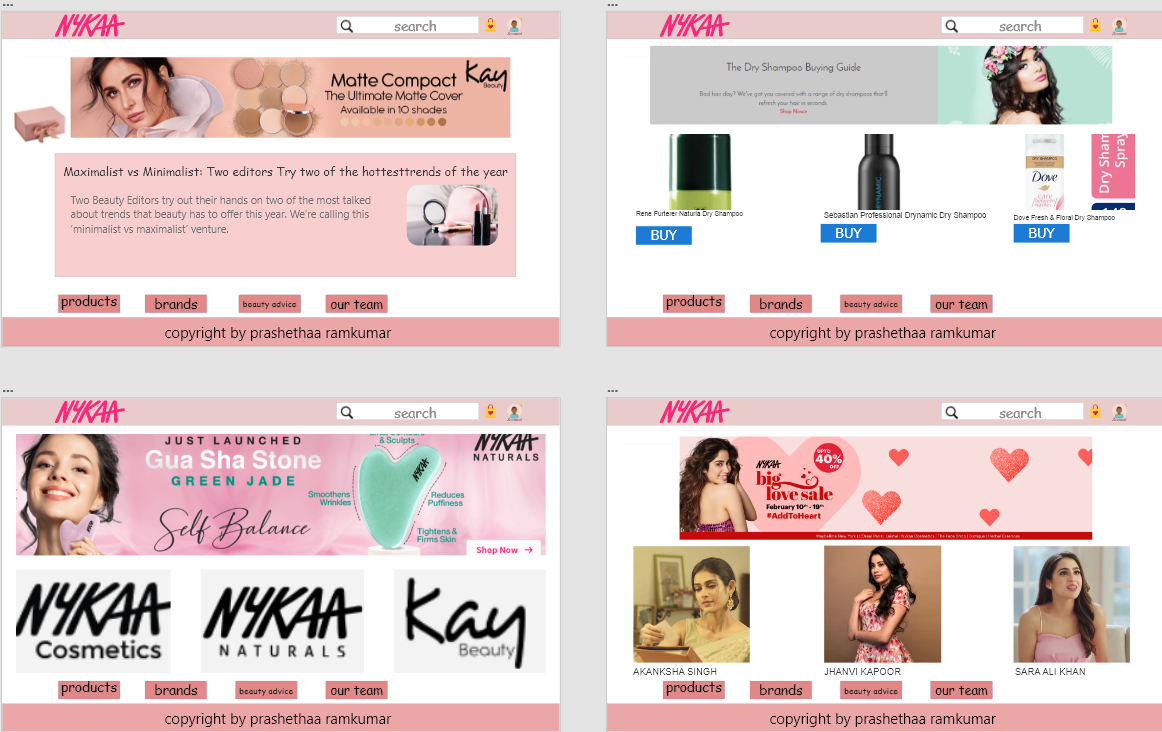 NYKAA
search
Matte Compact
The Ultimate Matte Cover
Available in 10 shades
Kay
Beauty
Maximalist vs Minimalist: Two editors Try two of the hottesttrends of the year
Two Beauty Editors try out their hands on two of the most talked
about trends that beauty has to offer this year. We're calling this
'minimalist vs maximalist' venture.
products
brands
beauty advice
our team
copyright by prashethaa ramkumar
NYKAA
search
The Dry Shampoo Buying Guide
Bad hair day? We've got you covered with a range of dry shampoos that'll
refresh your hair in seconds.
Shop Now
DYNAMIC
DRY SHAMPOO
Dove
Dry Sham
Spray
Rene Furterer Naturia Dry Shampoo
Sebastian Professional Drynamic Dry Shampoo
Dove Fresh & Floral Dry Shampoo
BUY
BUY
BUY
products
brands
beauty advice
our team
copyright by prashethaa ramkumar
NYKAA
search
JUST LAUNCHED
Gua Sha Stone
GREEN JADE
Self Balance
& Sculpts
Smoothens
Wrinkles
Reduces
Puffiness
Tightens &
Firms Skin
NYKAA
NYKAA
NATURALS
Shop Now
NYKAA
Cosmetics
NYKAA
NATURALS
Kay
Beauty
products
brands
beauty advice
our team
copyright by prashethaa ramkumar
NYKAA
search
NYKAA
big
love sale
UPTO
40%
OFF
February 10th - 19th
#AddToHeart
AKANKSHA SINGH
JHANVI KAPOOR
SARA ALI KHAN
products
brands
beauty advice
our team
copyright by prashethaa ramkumar